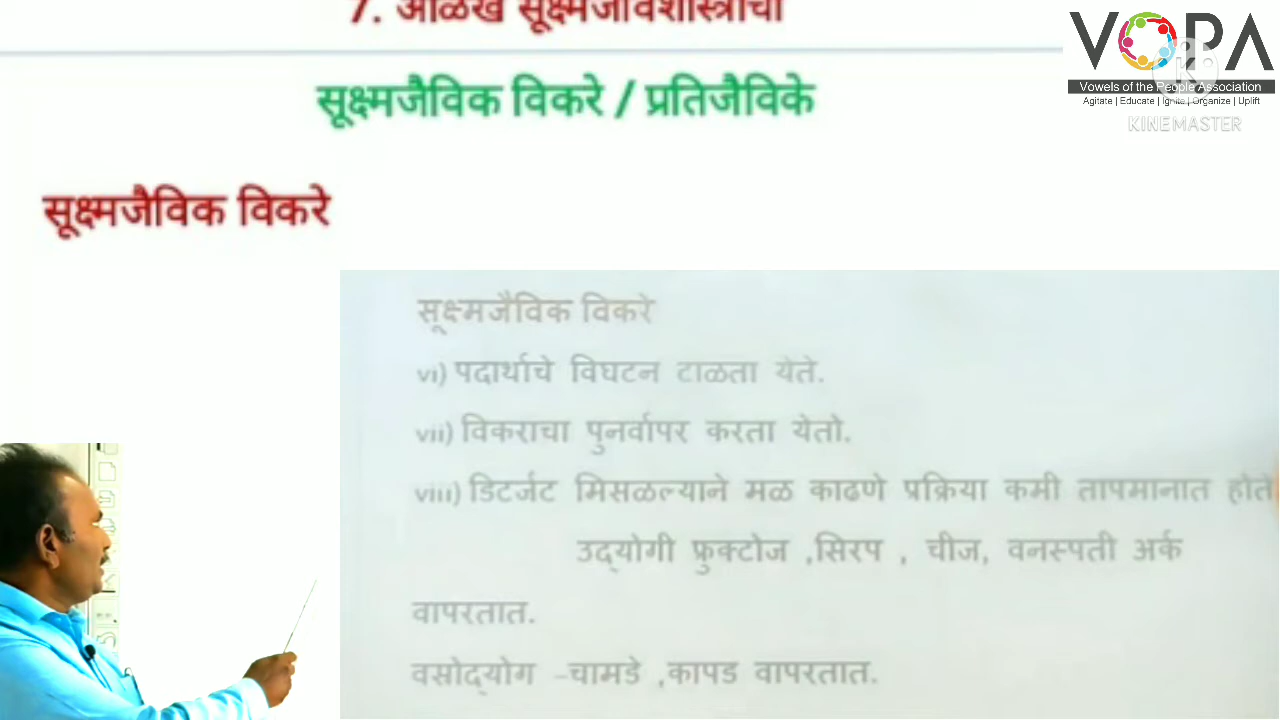 7. ओळख सूक्ष्मजीवशास्त्राची
VOPA
Vowels of the People Association
Agitate | Educate | Ignite | Organize | Uplift
KINEMASTER
सूक्ष्मजैविक विकरे / प्रतिजैविके
सूक्ष्मजैविक विकरे
सूक्ष्मजैविक विकरे
vi) पदार्थाचे विघटन टाळता येते.
vii) विकराचा पुनर्वापर करता येतो.
viii) डिटर्जंट मिसळल्याने मळ काढणे प्रक्रिया कमी तापमानात होते
उद्योगी फ्रुक्टोज ,सिरप , चीज, वनस्पती अर्क
वापरतात.
वस्रोद्योग -चामडे ,कापड वापरतात.